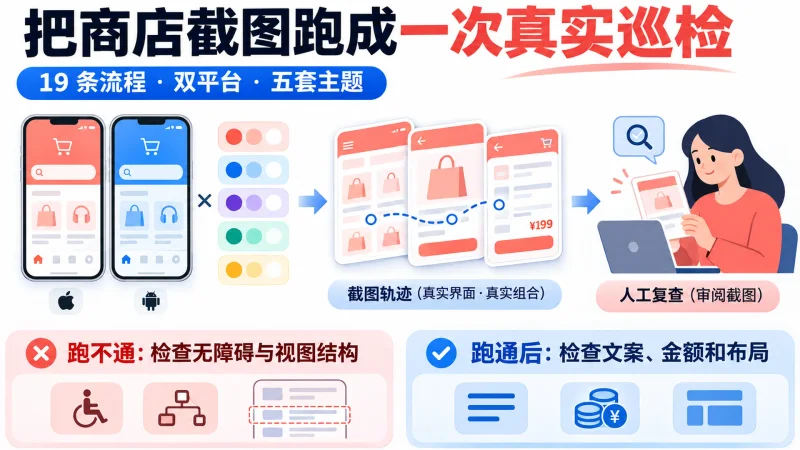 把商店截图跑成一次真实巡检
19 条流程 · 双平台 · 五套主题
¥199
截图轨迹 (真实界面 · 真实组合)
人工复查 (审阅截图)
跑不通: 检查无障碍与视图结构
跑通后: 检查文案、金额和布局
¥